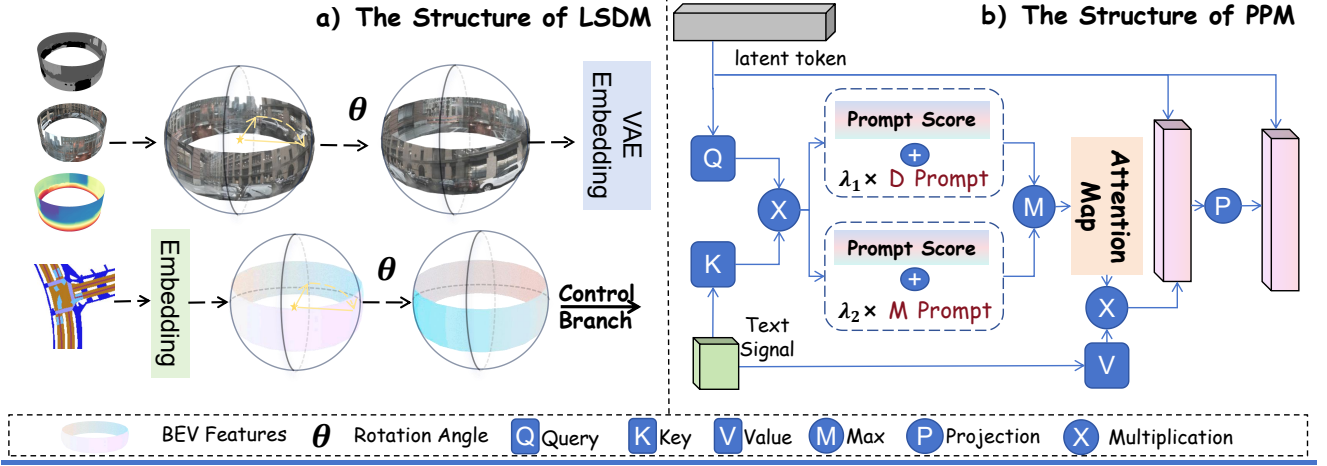 a) The Structure of LSDM
θ
VAE
Embedding
Embedding
θ
Control
Branch
b) The Structure of PPM
latent token
Q
K
X
Prompt Score
+
λ₁× D Prompt
Prompt Score
+
λ₂× M Prompt
M
Attention
Map
P
X
V
Text
Signal
BEV Features
θ Rotation Angle
Q Query
K Key
V Value
M Max
P Projection
X Multiplication